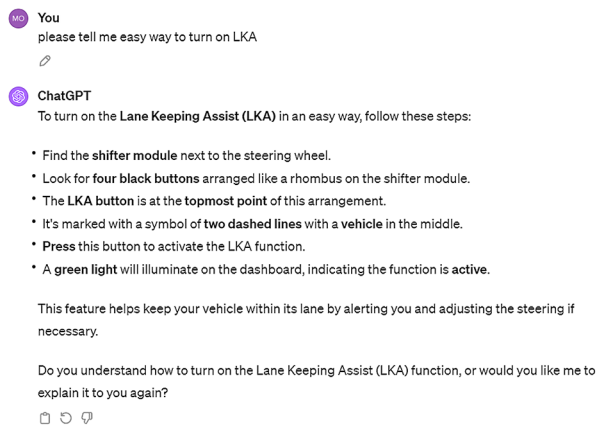 MO
You
please tell me easy way to turn on LKA
ChatGPT
To turn on the Lane Keeping Assist (LKA) in an easy way, follow these steps:
• Find the shifter module next to the steering wheel.
• Look for four black buttons arranged like a rhombus on the shifter module.
• The LKA button is at the topmost point of this arrangement.
• It's marked with a symbol of two dashed lines with a vehicle in the middle.
• Press this button to activate the LKA function.
• A green light will illuminate on the dashboard, indicating the function is active.
This feature helps keep your vehicle within its lane by alerting you and adjusting the steering if
necessary.
Do you understand how to turn on the Lane Keeping Assist (LKA) function, or would you like me to
explain it to you again?